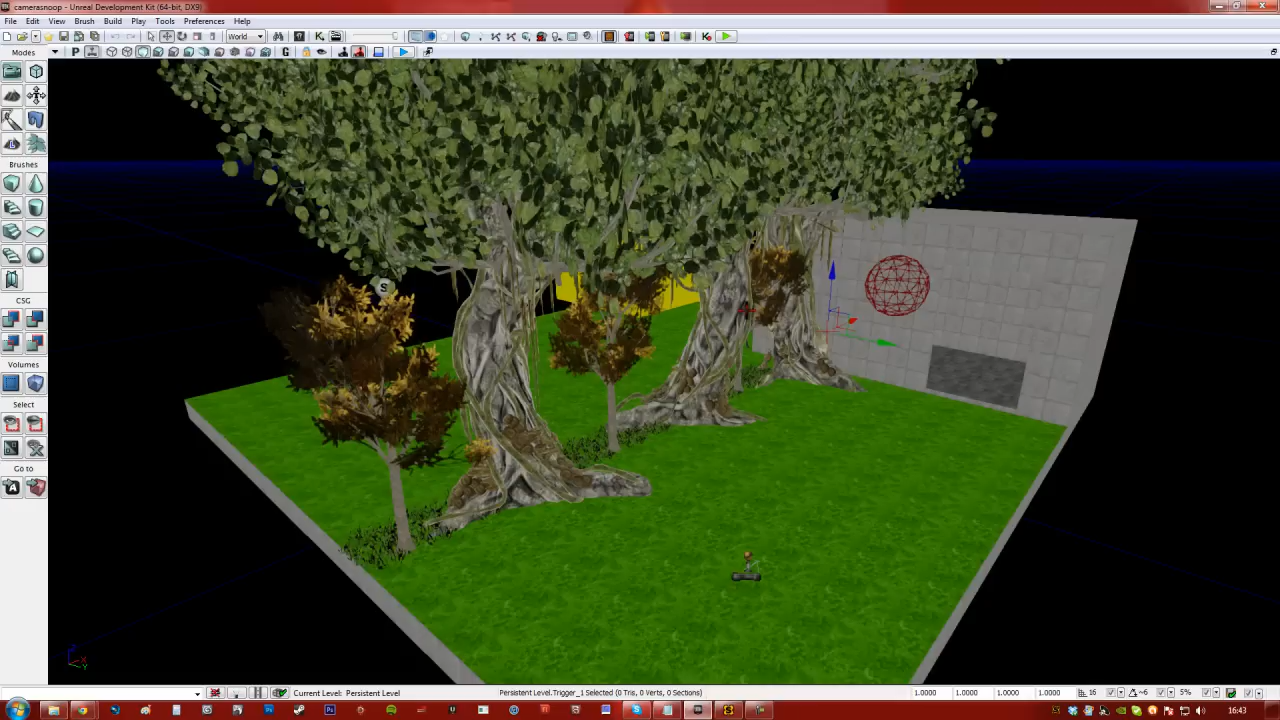 camerasnoop - Unreal Development Kit (64-bit, DX9)
File Edit View Brush Build Play Tools Preferences Help
World
Modes
P
G
Brushes
CSG
Volumes
Select
Go to
S
Current Level: Persistent Level
Persistent Level.Trigger_1 Selected (0 Tris, 0 Verts, 0 Sections)
1.0000 1.0000 1.0000 1.0000
16
5%
16:43